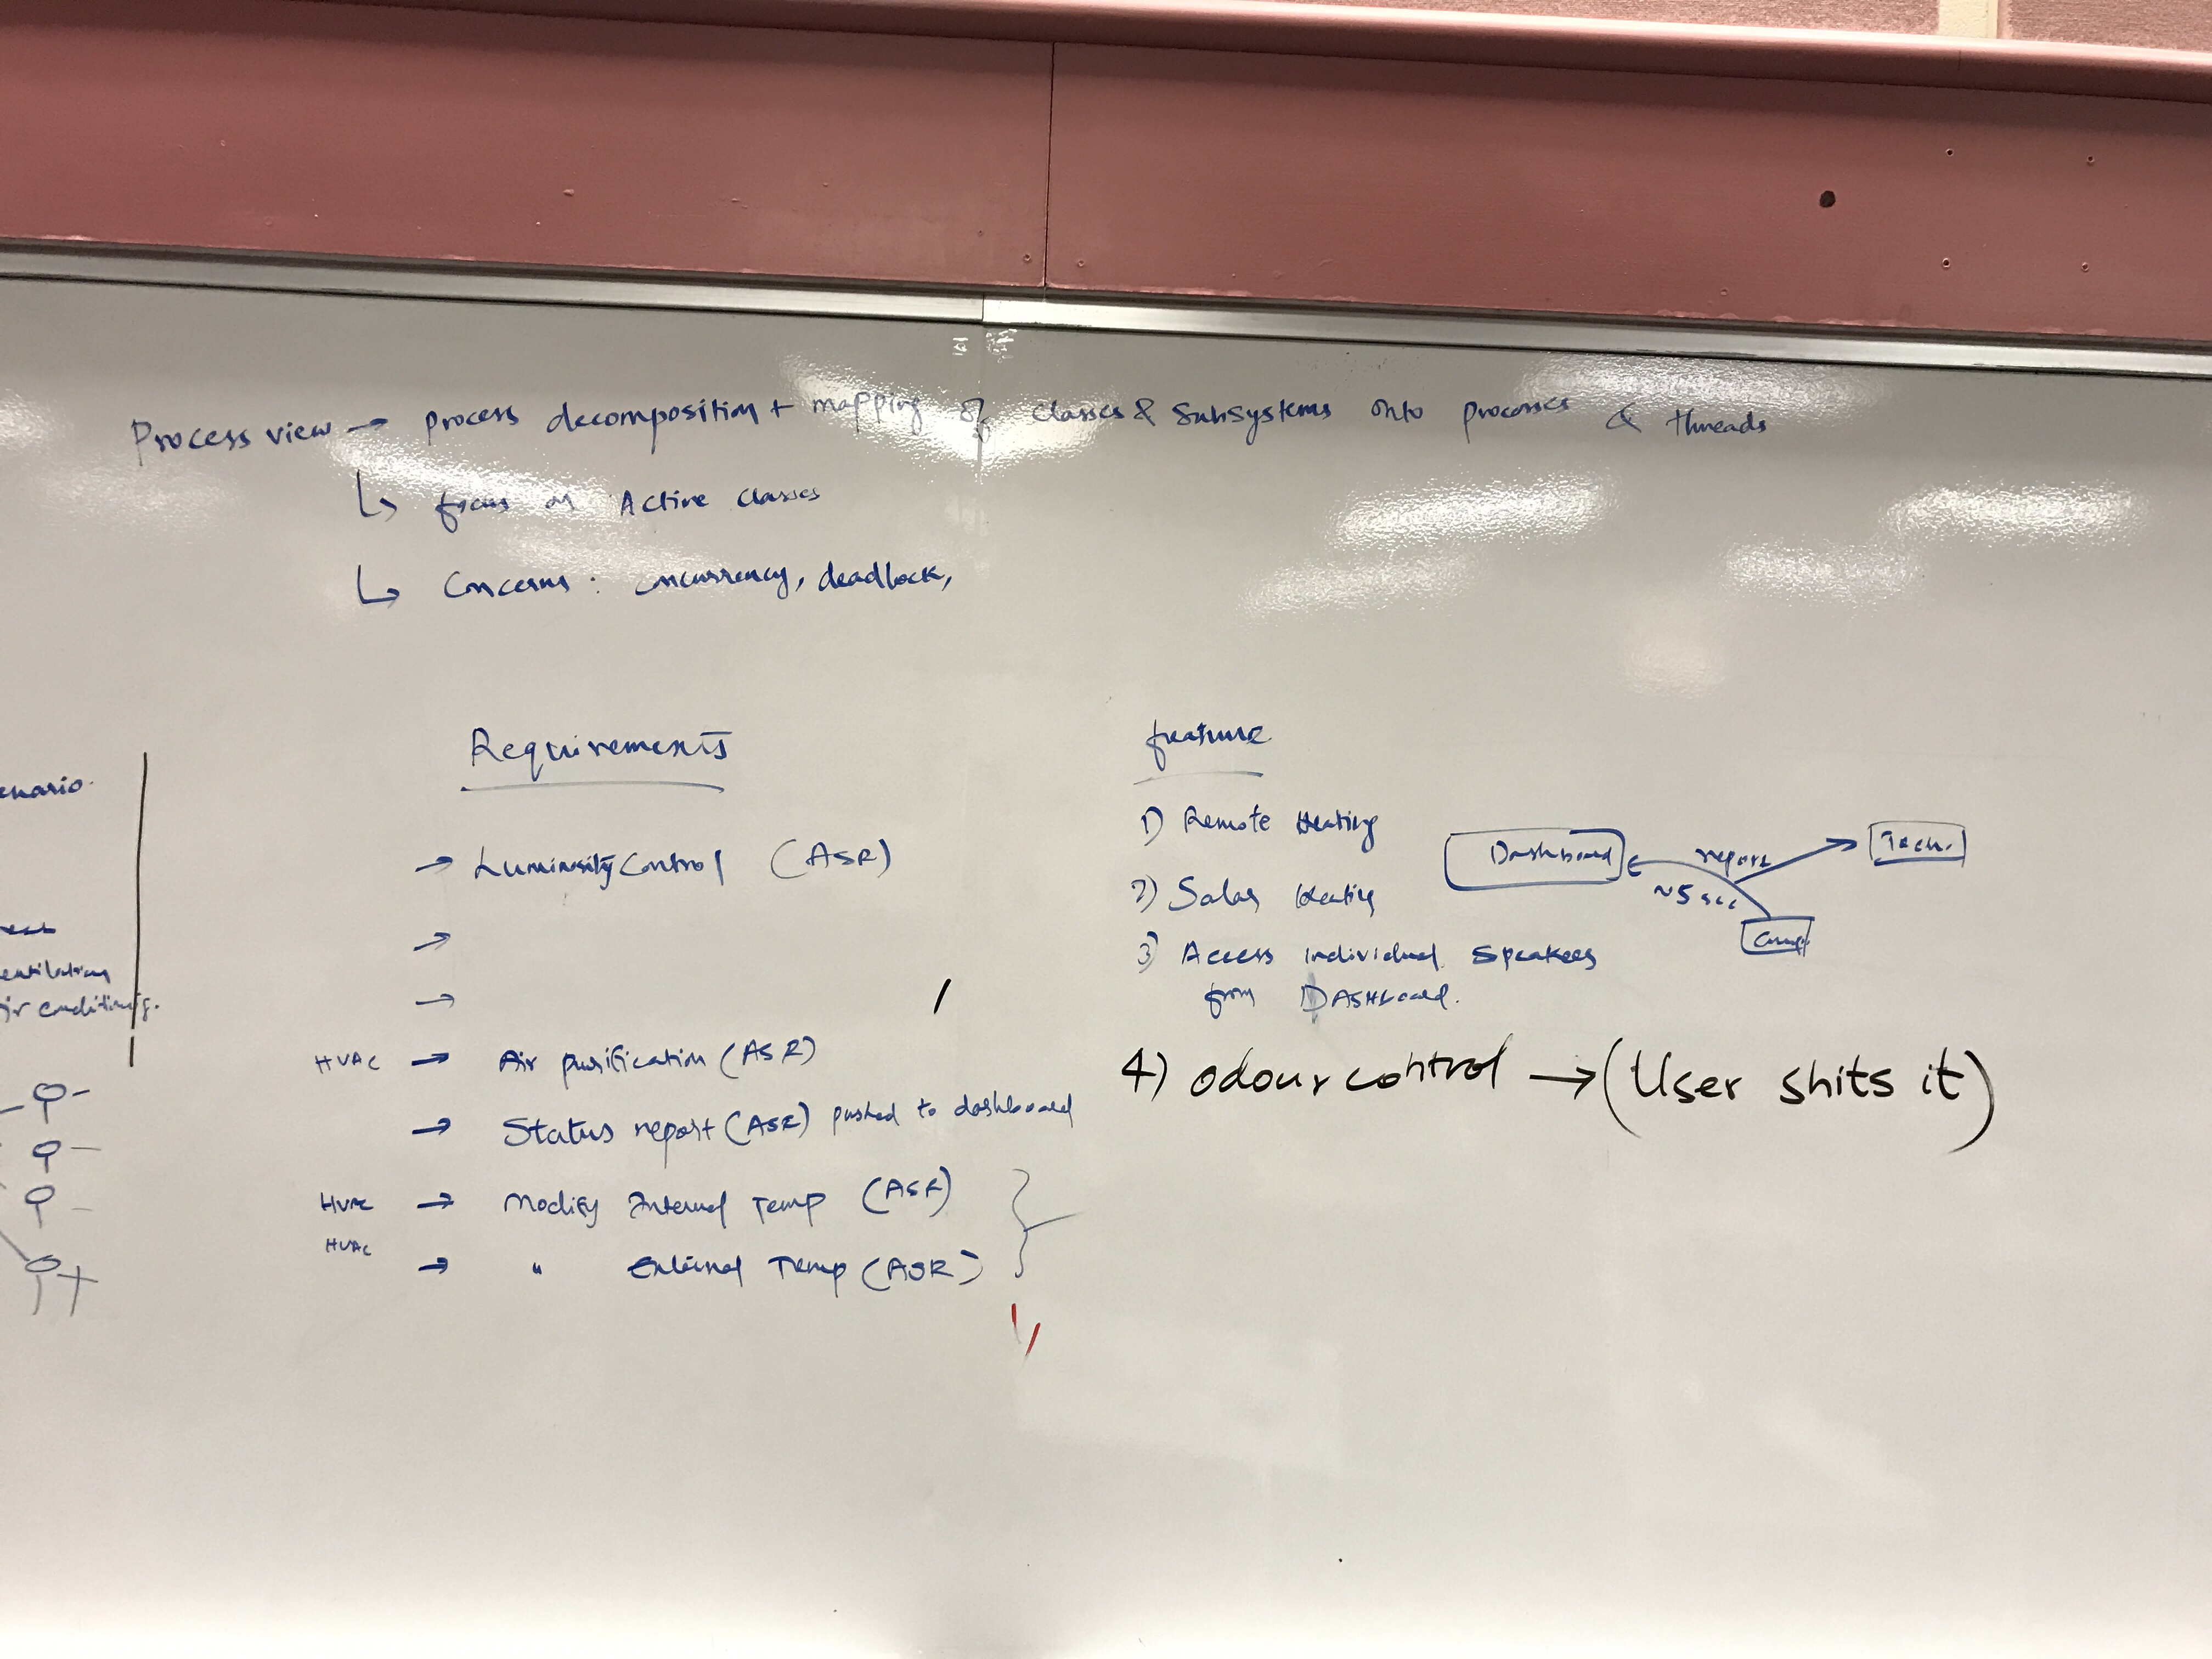 Process view → process decomposition + mapping of classes & subsystems onto processes & threads
↳ focus on Active classes
↳ Concerns : concurrency, deadlock,
enario.
entilation
ir conditionig.
Requirements
→ Luminosity Control (ASR)
→
→
HVAC → Air purification (ASR)
→ Status report (ASR) pushed to dashboard
HVAC → Modify Internal Temp (ASR)
HVAC → " External Temp (ASR)
feature
1) Remote Heating
2) Solar Heating
3) Access individual Speakers
from DASHboard.
4) odour control → (User shits it)
Dashboard
report
~5 sec
Tech.
Comp